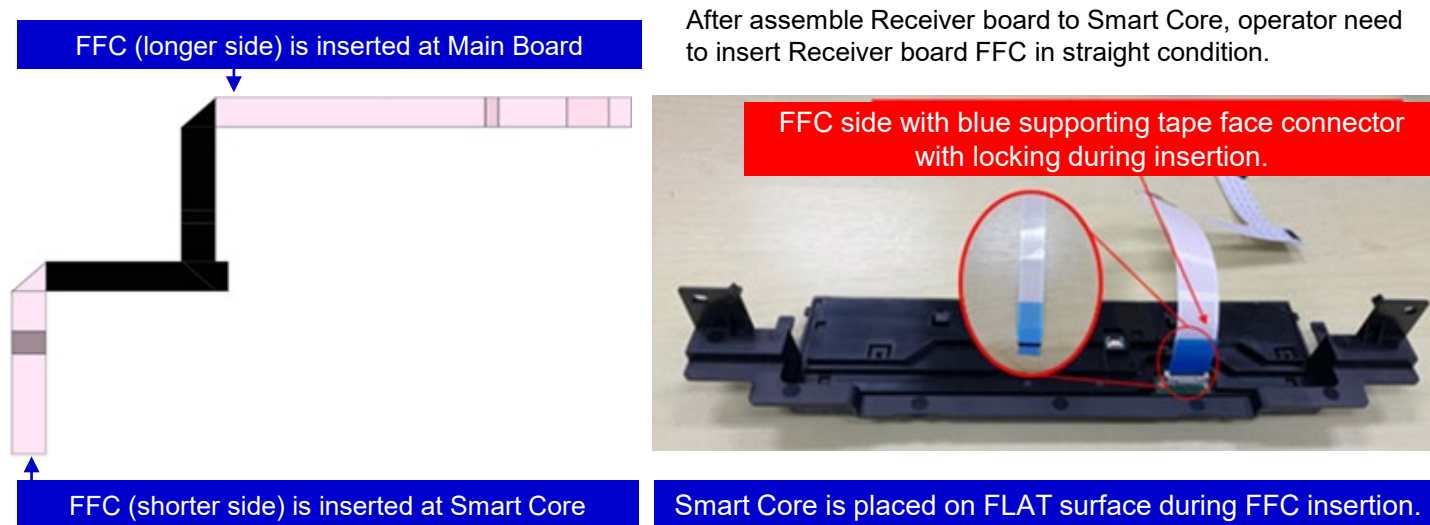 FFC (longer side) is inserted at Main Board
After assemble Receiver board to Smart Core, operator need
to insert Receiver board FFC in straight condition.
FFC side with blue supporting tape face connector
with locking during insertion.
FFC (shorter side) is inserted at Smart Core
Smart Core is placed on FLAT surface during FFC insertion.